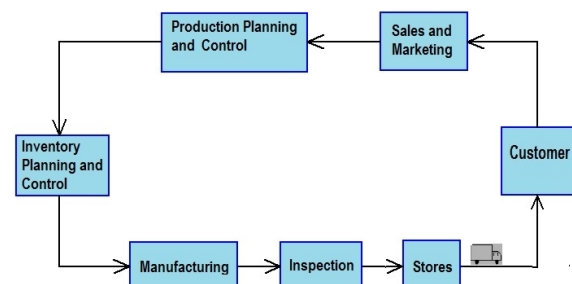 Production Planning
and Control
Sales and
Marketing
Inventory
Planning and
Control
Customer
Manufacturing
Inspection
Stores